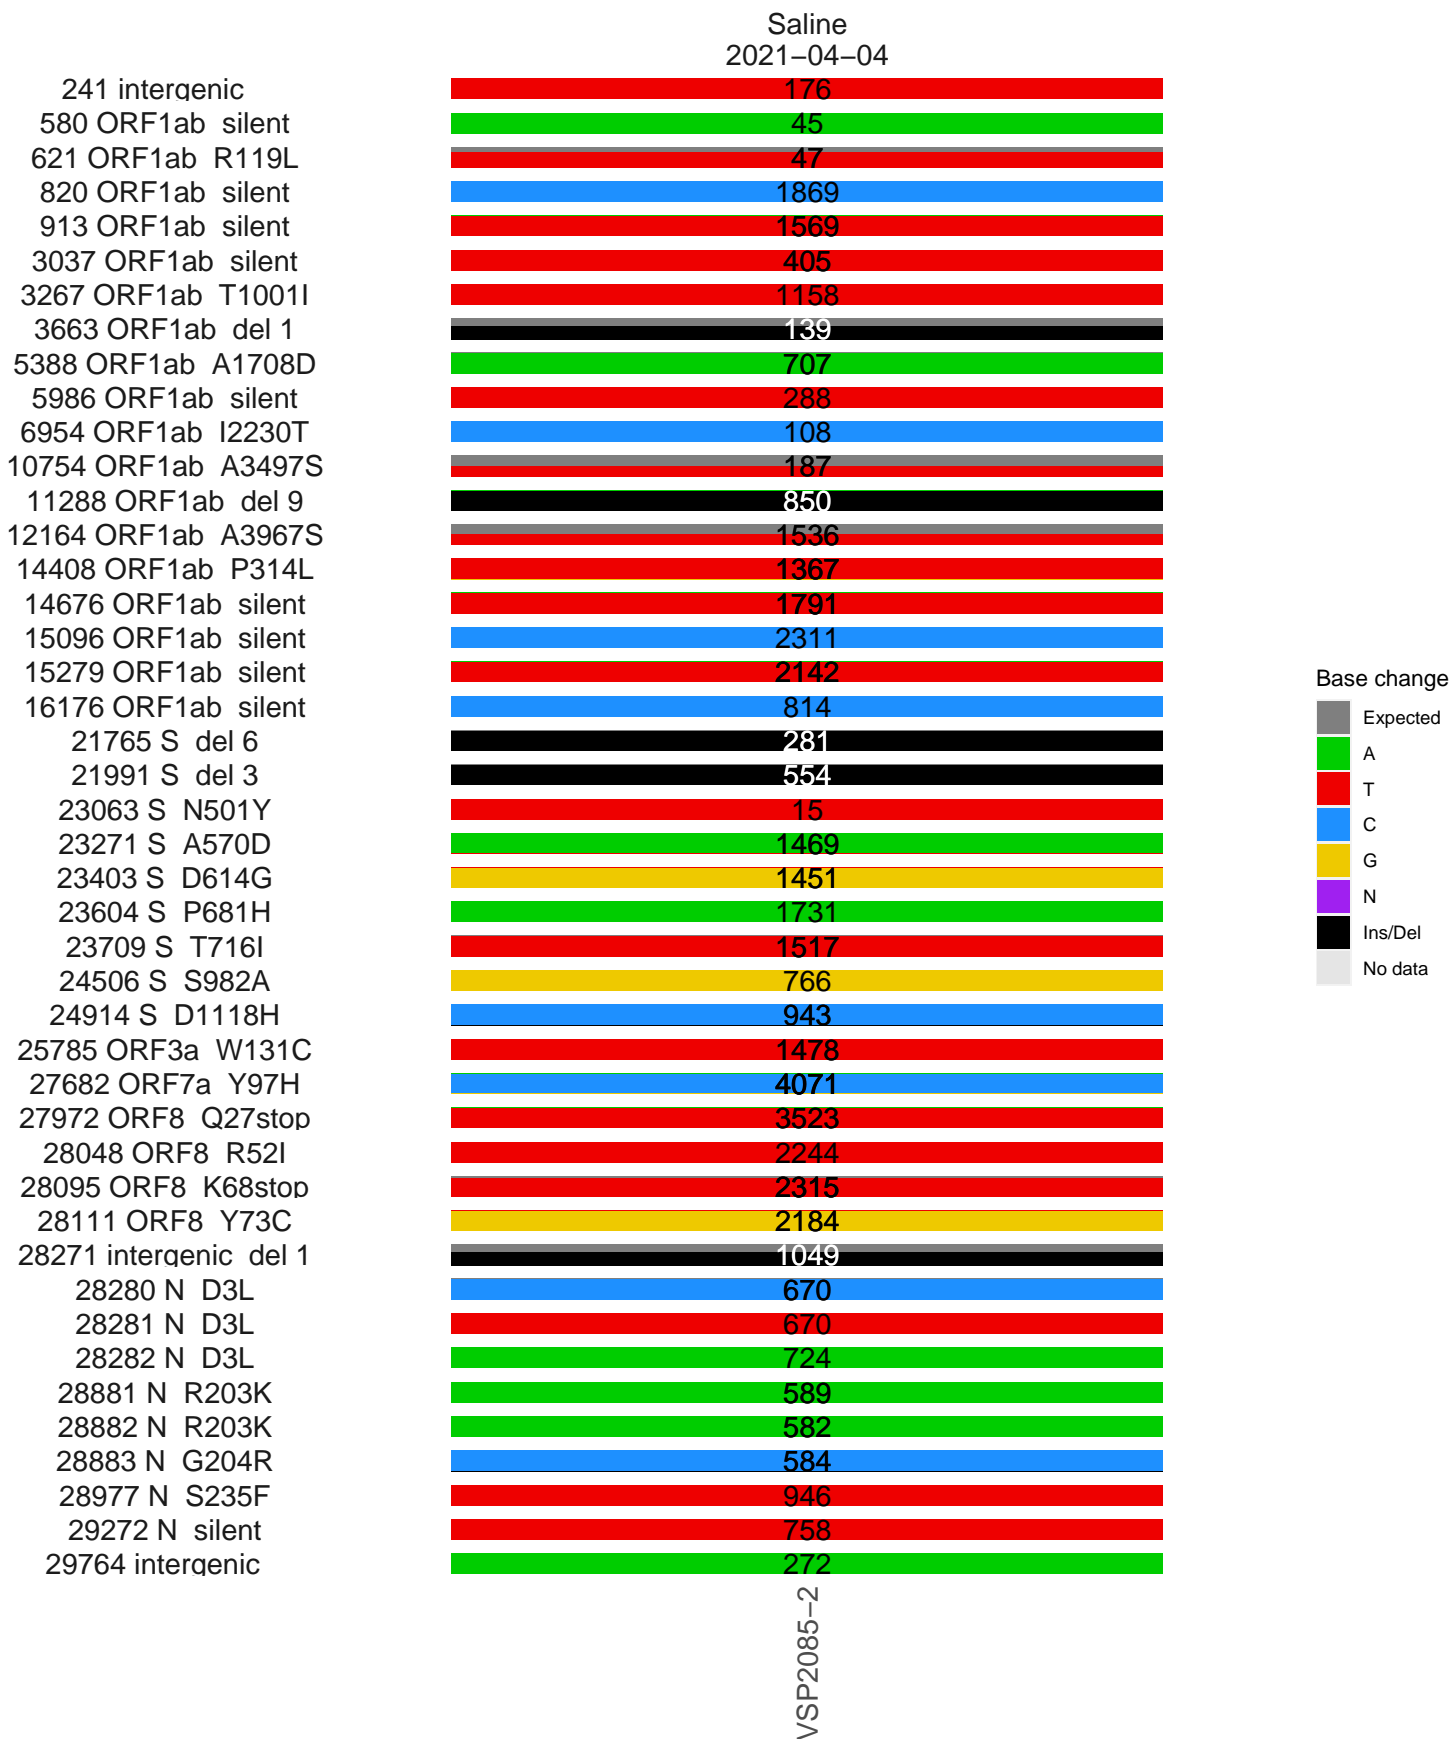 Saline
2021−04−04
241 intergenic 176
580 ORF1ab silent 45
621 ORF1ab R119L 47
820 ORF1ab silent 1869
913 ORF1ab silent 1569
3037 ORF1ab silent 405
3267 ORF1ab T1001I 1158
3663 ORF1ab del 1 139
5388 ORF1ab A1708D 707
5986 ORF1ab silent 288
6954 ORF1ab I2230T 108
10754 ORF1ab A3497S 187
11288 ORF1ab del 9 850
12164 ORF1ab A3967S 1536
14408 ORF1ab P314L 1367
14676 ORF1ab silent 1791
15096 ORF1ab silent 2311
15279 ORF1ab silent 2142
16176 ORF1ab silent 814
21765 S del 6 281
21991 S del 3 554
23063 S N501Y 15
23271 S A570D 1469
23403 S D614G 1451
23604 S P681H 1731
23709 S T716I 1517
24506 S S982A 766
24914 S D1118H 943
25785 ORF3a W131C 1478
27682 ORF7a Y97H 4071
27972 ORF8 Q27stop 3523
28048 ORF8 R52I 2244
28095 ORF8 K68stop 2315
28111 ORF8 Y73C 2184
28271 intergenic del 1 1049
28280 N D3L 670
28281 N D3L 670
28282 N D3L 724
28881 N R203K 589
28882 N R203K 582
28883 N G204R 584
28977 N S235F 946
29272 N silent 758
29764 intergenic 272
VSP2085−2
Base change
Expected
A
T
C
G
N
Ins/Del
No data